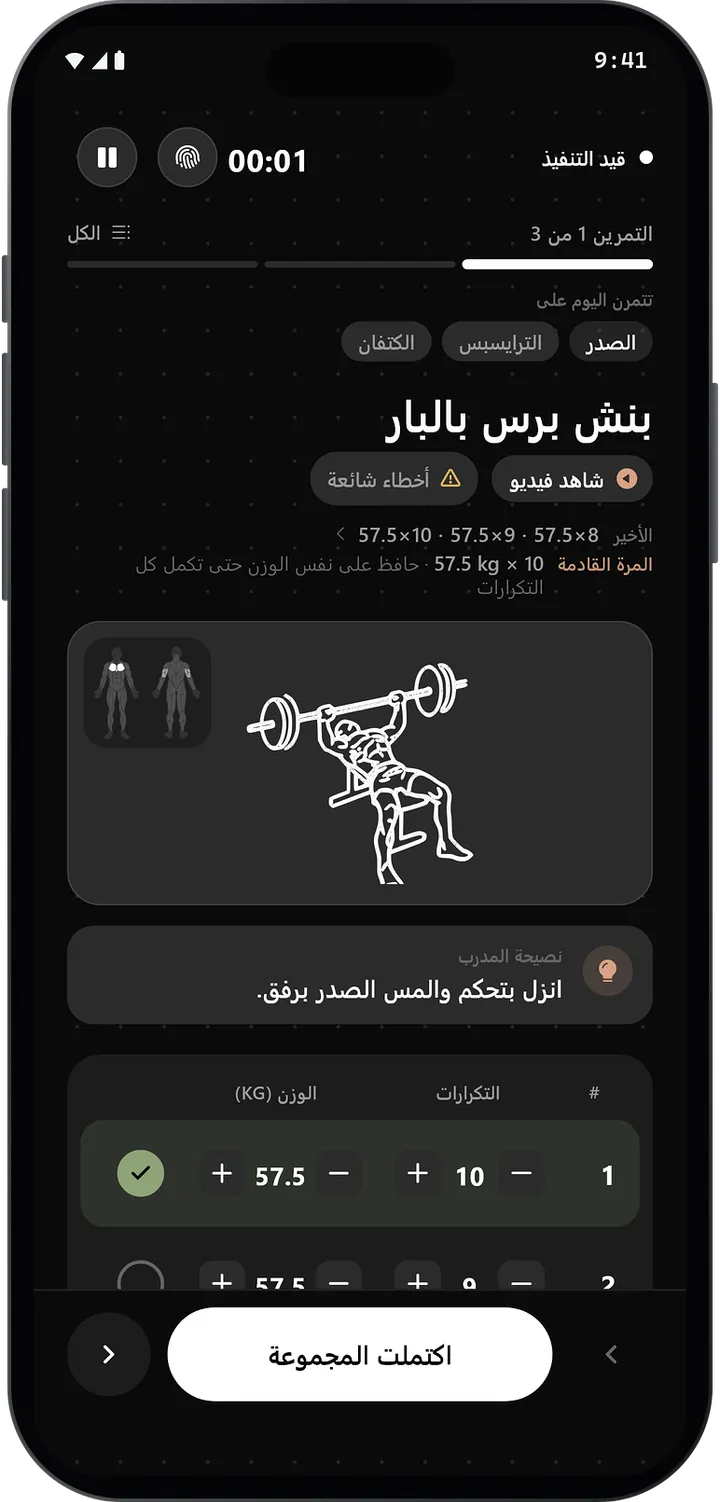 9:41
قيد التنفيذ 00:01
التمرين 1 من 3 الكل
تتمرن اليوم على
الصدر الترايسبس الكتفان
بنش برس بالبار
شاهد فيديو أخطاء شائعة
الأخير 57.5×8 · 57.5×9 · 57.5×10
المرة القادمة 57.5 kg × 10 · حافظ على نفس الوزن حتى تكمل كل
التكرارات
نصيحة المدرب
انزل بتحكم والمس الصدر برفق.
# التكرارات الوزن (KG)
1 − 10 + − 57.5 +
2 − 9 + − 57.5 +
اكتملت المجموعة